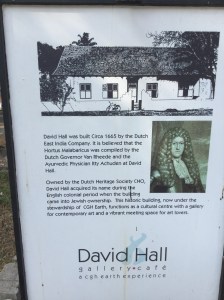 David Hall was built Circa 1665 by the Dutch
East India Company. It is believed that the
Hortus Malabaricus was compiled by the
Dutch Governor Van Rheede and the
Ayurvedic Physician Itty Achuden at David
Hall.
Owned by the Dutch Heritage Society CHO,
David Hall acquired its name during the
English colonial period when the building
came into Jewish ownership. This historic building, now under the
stewardship of CGH Earth, functions as a cultural centre with a gallery
for contemporary art and a vibrant meeting space for art lovers.
David Hall
gallery•café
a cgh earth experience